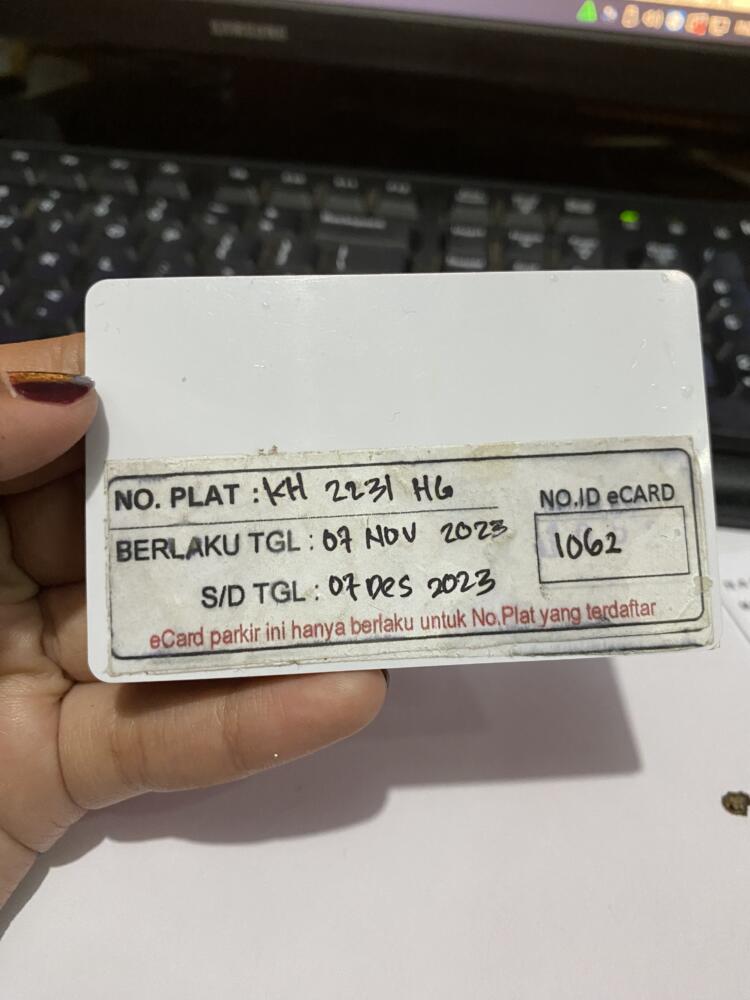 SAMSUNG
NO. PLAT : KH 2231 HG
NO.ID eCARD
BERLAKU TGL : 07 NOV 2023
1062
S/D TGL : 07 DES 2023
eCard parkir ini hanya berlaku untuk No.Plat yang terdaftar